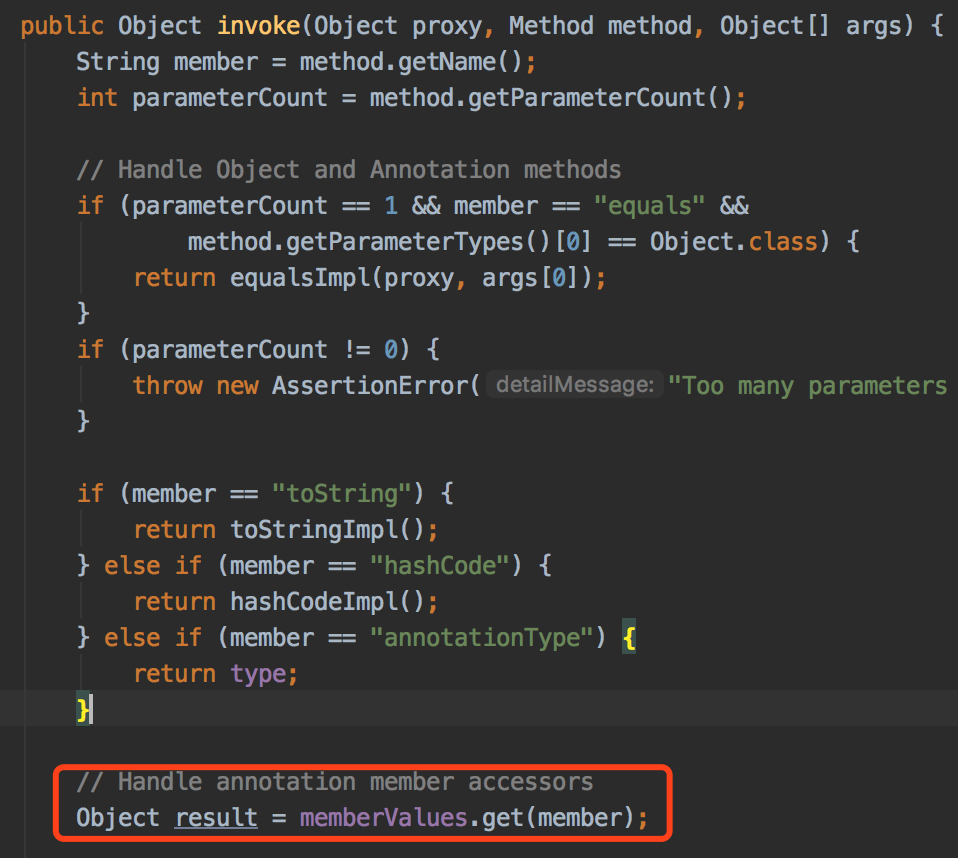 public Object invoke(Object proxy, Method method, Object[] args) {
String member = method.getName();
int parameterCount = method.getParameterCount();
// Handle Object and Annotation methods
if (parameterCount == 1 && member == "equals" &&
method.getParameterTypes()[0] == Object.class) {
return equalsImpl(proxy, args[0]);
}
if (parameterCount != 0) {
throw new AssertionError( detailMessage: "Too many parameters
}
if (member == "toString") {
return toStringImpl();
} else if (member == "hashCode") {
return hashCodeImpl();
} else if (member == "annotationType") {
return type;
}
// Handle annotation member accessors
Object result = memberValues.get(member);